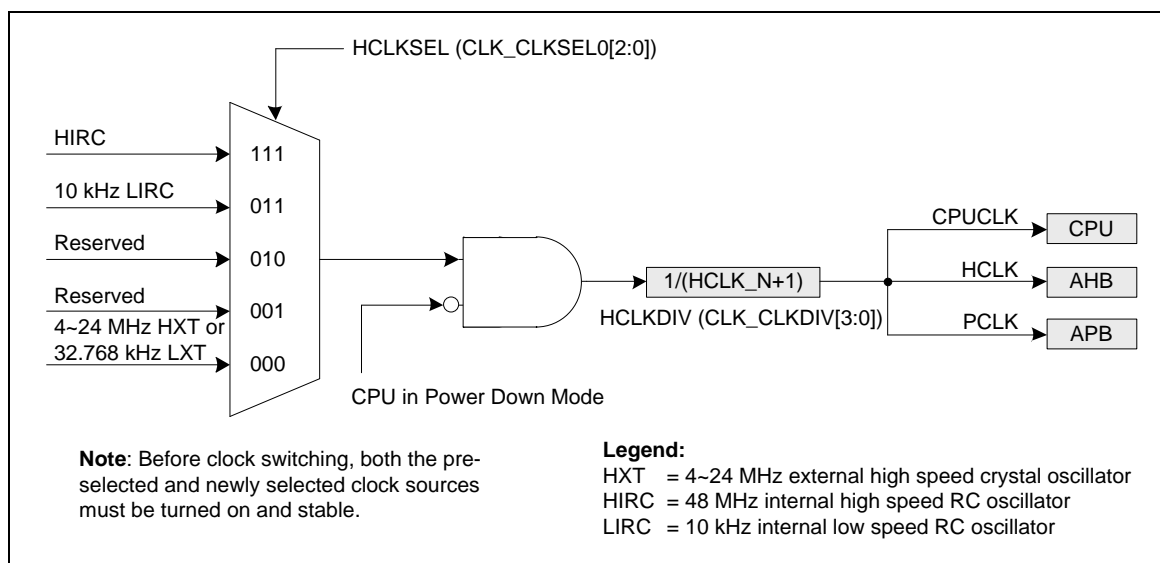 HCLKSEL (CLK_CLKSEL0[2:0])
HIRC
111
10 kHz LIRC
011
Reserved
010
Reserved
001
4~24 MHz HXT or
32.768 kHz LXT
000
CPU in Power Down Mode
1/(HCLK_N+1)
HCLKDIV (CLK_CLKDIV[3:0])
CPUCLK
CPU
HCLK
AHB
PCLK
APB
Note: Before clock switching, both the pre-
selected and newly selected clock sources
must be turned on and stable.
Legend:
HXT = 4~24 MHz external high speed crystal oscillator
HIRC = 48 MHz internal high speed RC oscillator
LIRC = 10 kHz internal low speed RC oscillator